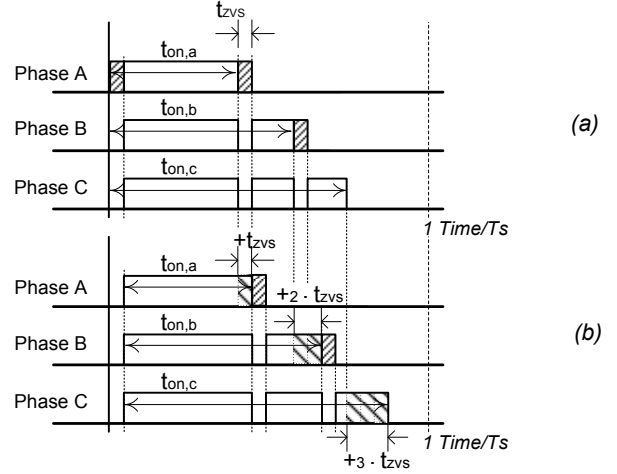 tzvs
ton,a
Phase A
ton,b
Phase B
(a)
ton,c
Phase C
1 Time/Ts
+tzvs
ton,a
Phase A
+2 · tzvs
ton,b
Phase B
(b)
ton,c
Phase C
1 Time/Ts
+3 · tzvs